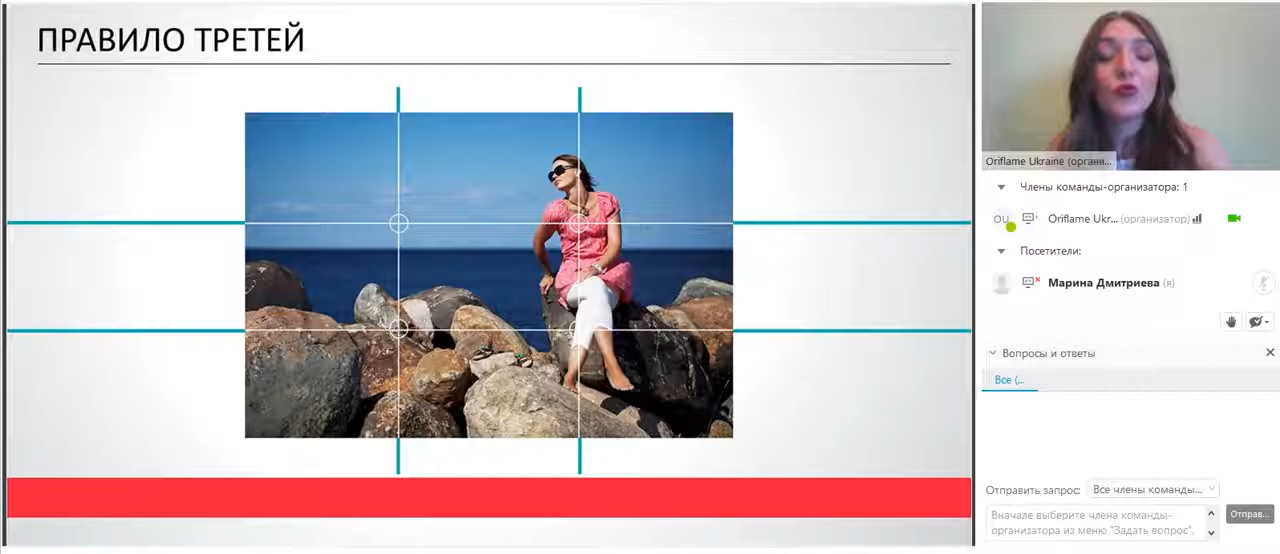 ПРАВИЛО ТРЕТЕЙ
Oriflame Ukraine (органи...
Члены команды-организатора: 1
OU
Oriflame Ukr... (организатор)
Посетители:
Марина Дмитриева (я)
Вопросы и ответы
Все (...
Отправить запрос:
Все члены команды...
Вначале выберите члена команды-
организатора из меню "Задать вопрос".
Отправ...